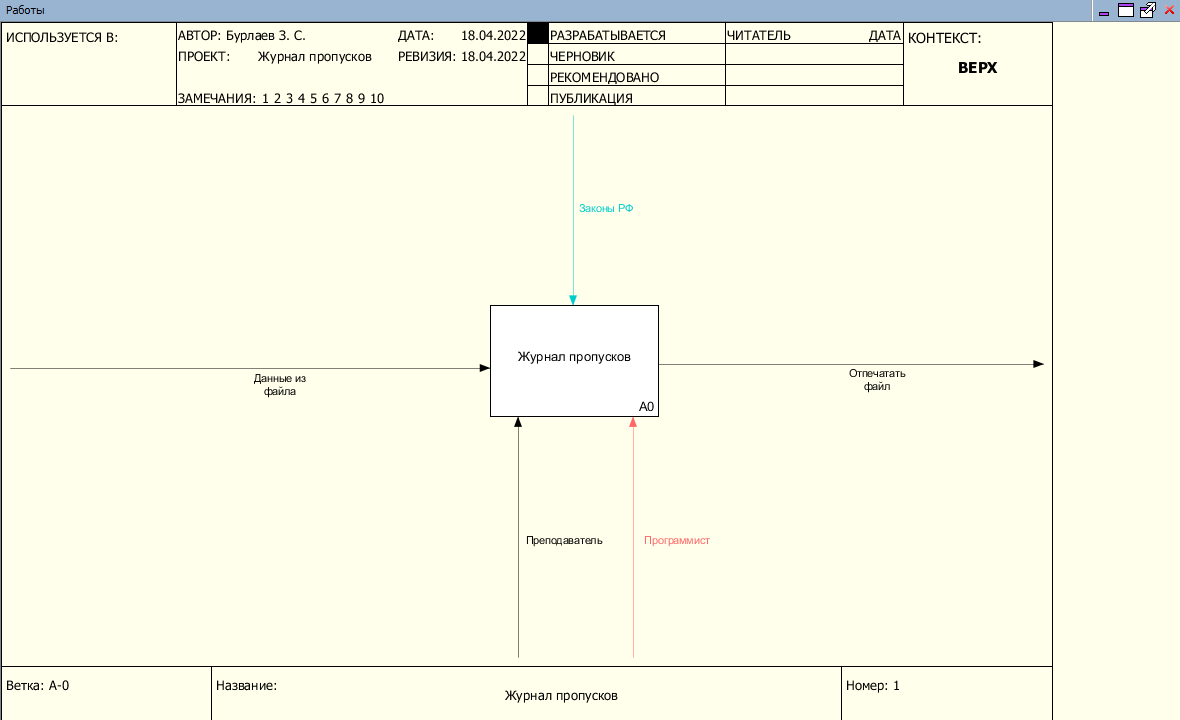 Работы
ИСПОЛЬЗУЕТСЯ В:
АВТОР: Бурлаев З. С.
ДАТА: 18.04.2022
ПРОЕКТ: Журнал пропусков
РЕВИЗИЯ: 18.04.2022
ЗАМЕЧАНИЯ: 1 2 3 4 5 6 7 8 9 10
РАЗРАБАТЫВАЕТСЯ
ЧЕРНОВИК
РЕКОМЕНДОВАНО
ПУБЛИКАЦИЯ
ЧИТАТЕЛЬ ДАТА
КОНТЕКСТ:
ВЕРХ
Законы РФ
Журнал пропусков
A0
Данные из
файла
Отпечатать
файл
Преподаватель
Программист
Ветка: A-0
Название:
Журнал пропусков
Номер: 1